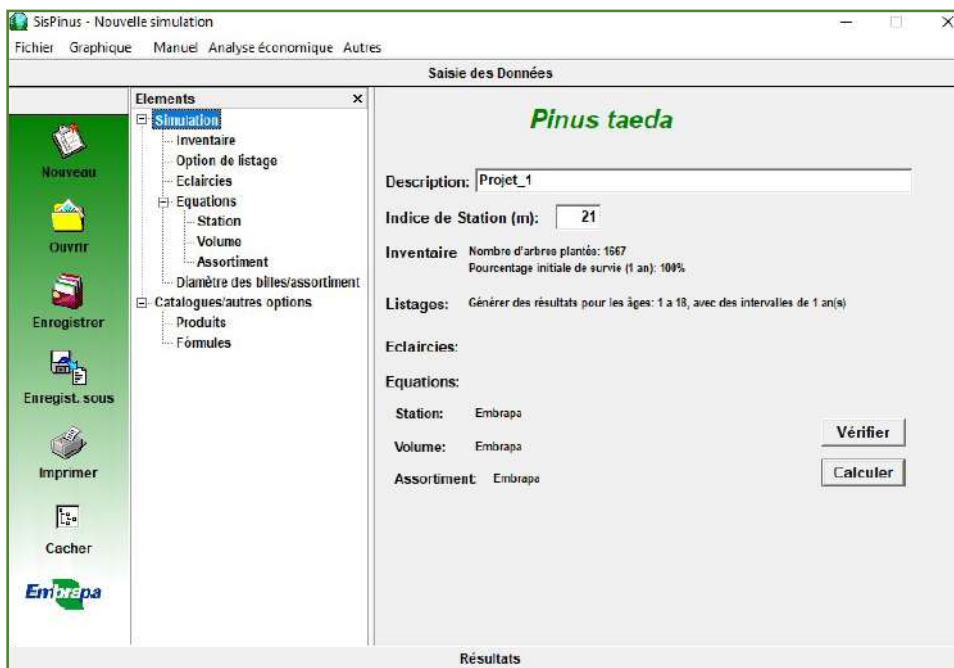 SisPinus - Nouvelle simulation
Fichier Graphique Manuel Analyse économique Autres
Saisie des Données
Nouveau
Ouvrir
Enregistrer
Enregist. sous
Imprimer
Cacher
Embrapa
Elements
Simulation
Inventaire
Option de listage
Eclaircies
Equations
Station
Volume
Assortiment
Diamètre des billes/assortiment
Catalogues/autres options
Produits
Fórmules
Pinus taeda
Description: Projet_1
Indice de Station (m): 21
Inventaire Nombre d'arbres plantés: 1667
Pourcentage initiale de survie (1 an): 100%
Listages: Générer des résultats pour les âges: 1 a 18, avec des intervalles de 1 an(s)
Eclaircies:
Equations:
Station: Embrapa
Volume: Embrapa
Assortiment: Embrapa
Vérifier
Calculer
Résultats